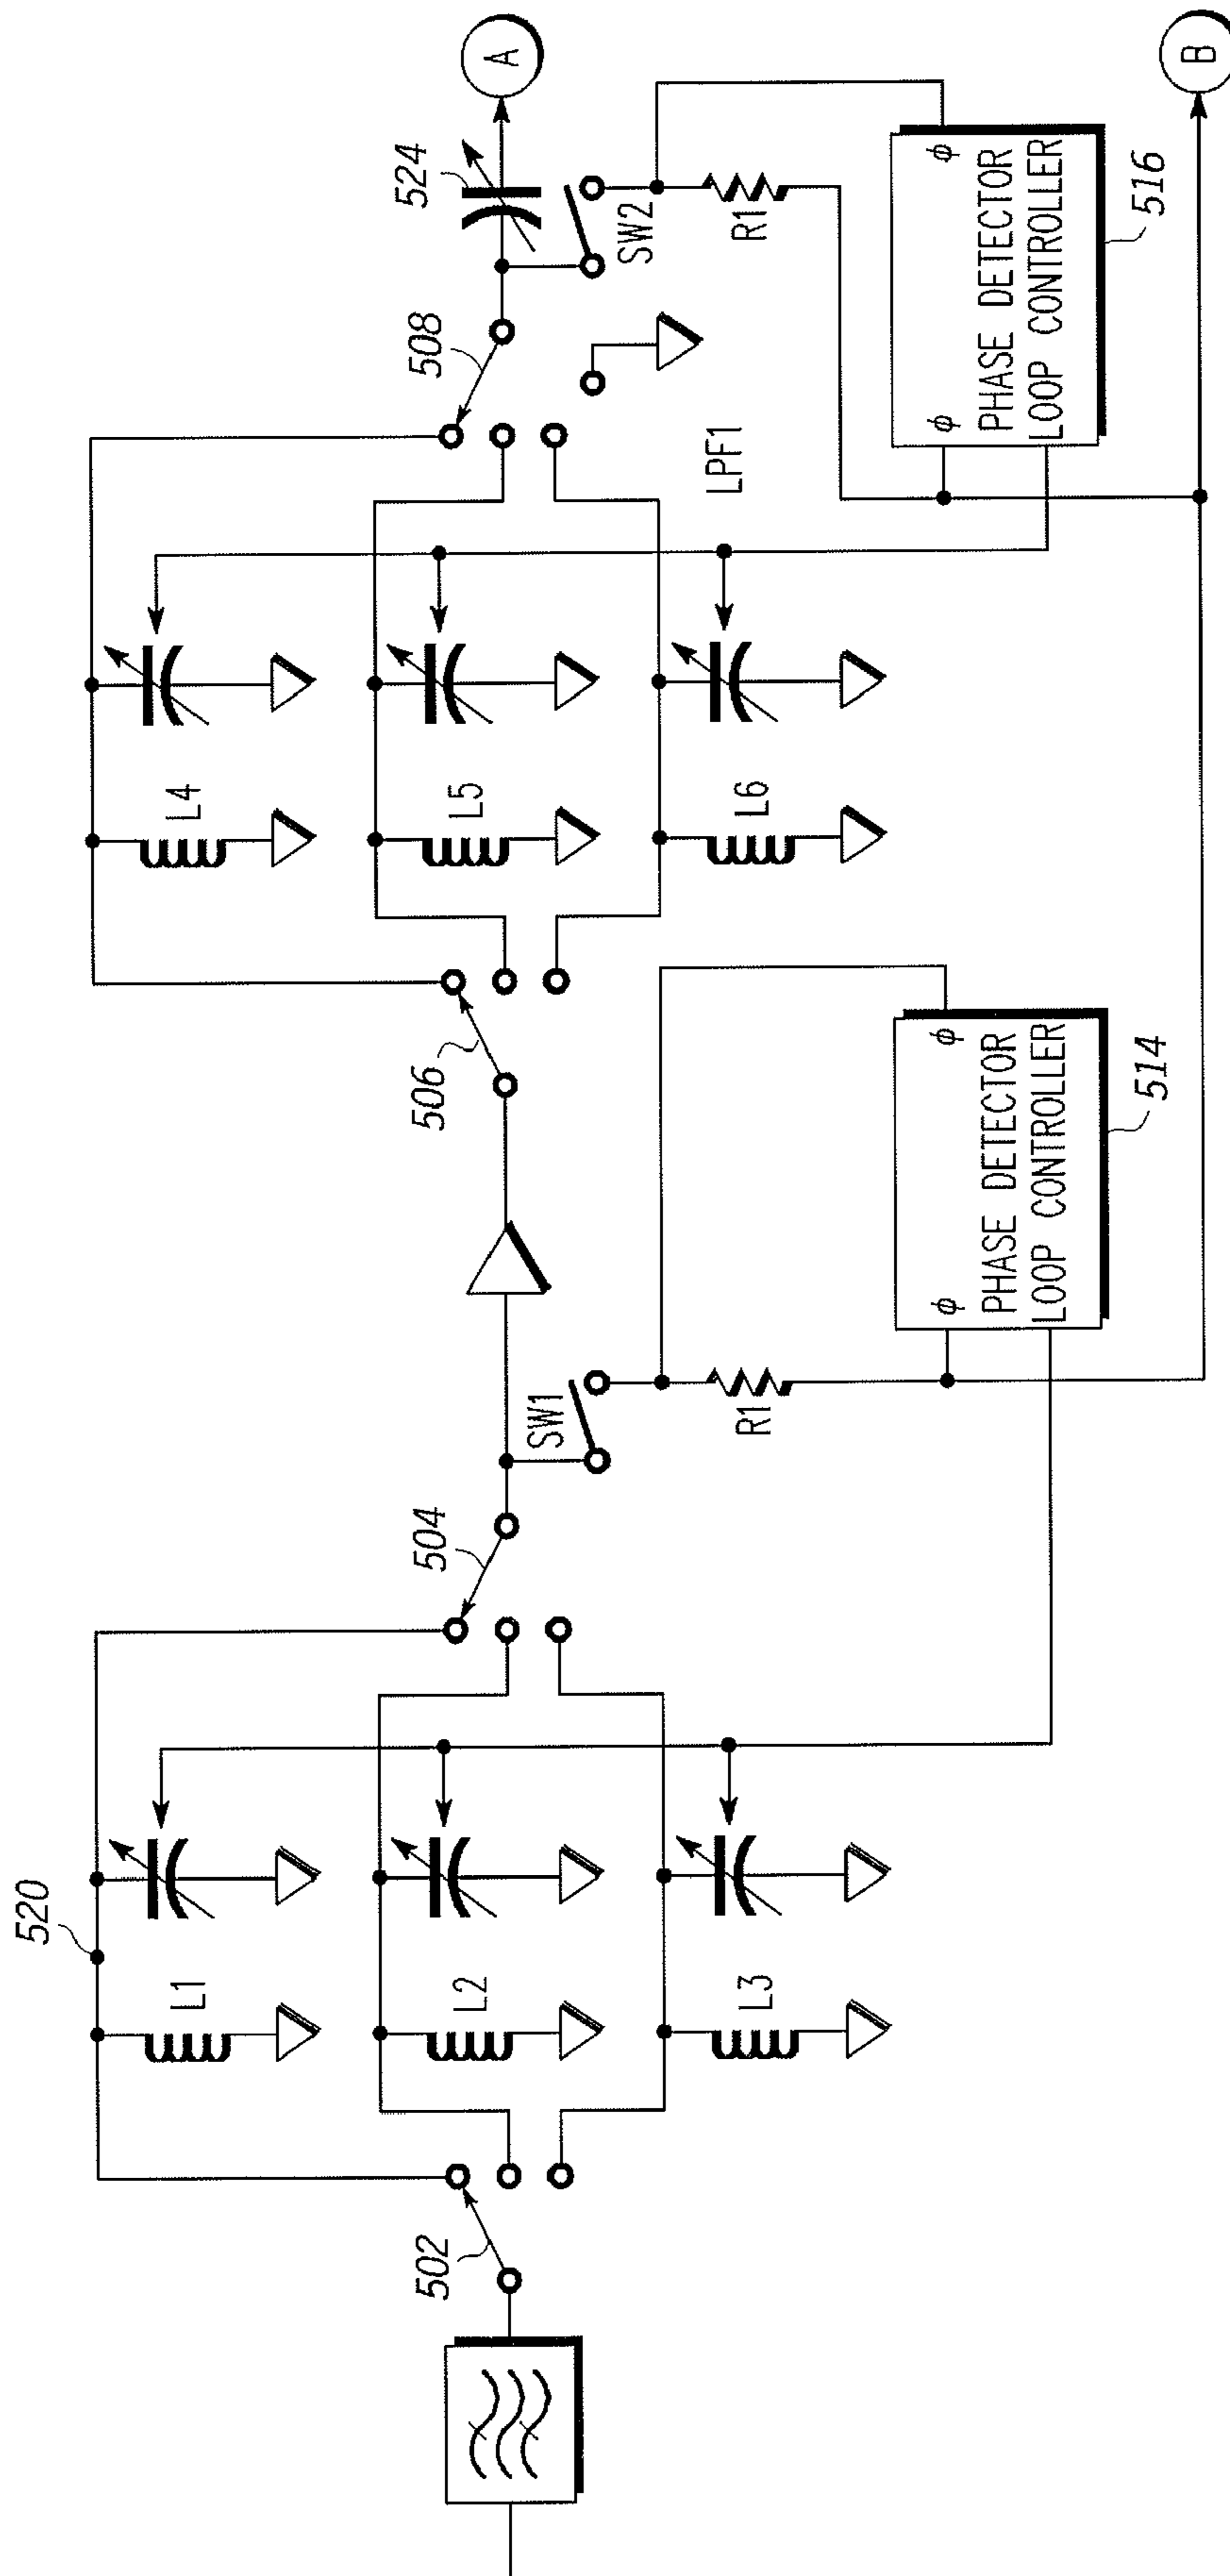 520
L1
L2
L3
502
504
SW1
R1
ϕ
ϕ
PHASE DETECTOR
LOOP CONTROLLER
514
506
L4
L5
L6
LPF1
508
524
SW2
R1
ϕ
ϕ
PHASE DETECTOR
LOOP CONTROLLER
516
A
B